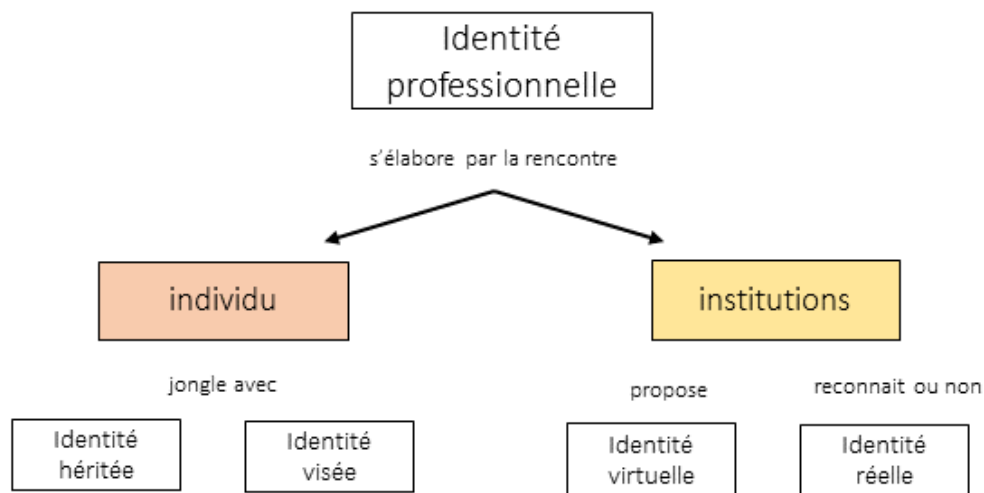 Identité
professionnelle
s'élabore par la rencontre
individu
institutions
jongle avec
propose
reconnait ou non
Identité
héritée
Identité
visée
Identité
virtuelle
Identité
réelle